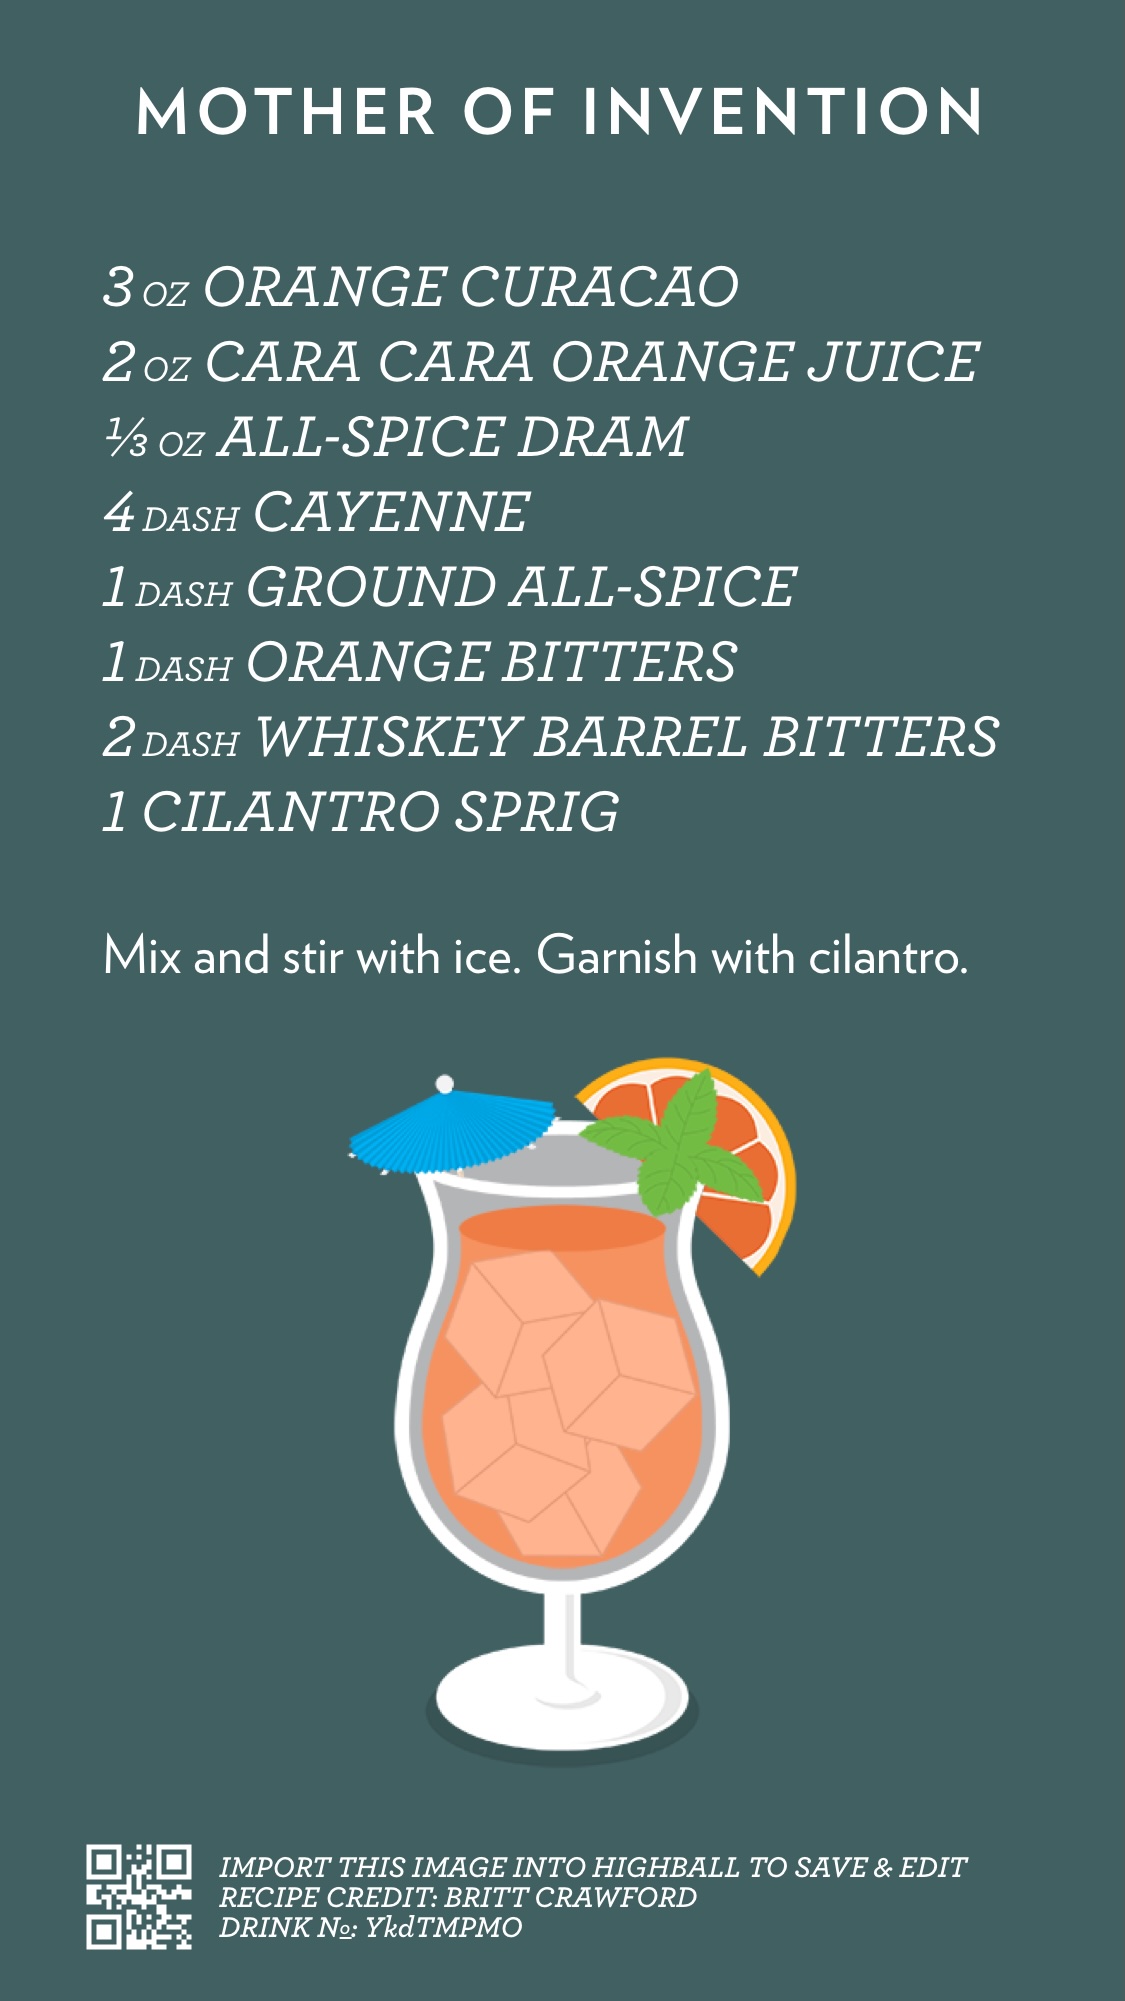 MOTHER OF INVENTION
3 OZ ORANGE CURACAO
2 OZ CARA CARA ORANGE JUICE
⅓ OZ ALL-SPICE DRAM
4 DASH CAYENNE
1 DASH GROUND ALL-SPICE
1 DASH ORANGE BITTERS
2 DASH WHISKEY BARREL BITTERS
1 CILANTRO SPRIG
Mix and stir with ice. Garnish with cilantro.
IMPORT THIS IMAGE INTO HIGHBALL TO SAVE & EDIT
RECIPE CREDIT: BRITT CRAWFORD
DRINK №: YkdTMPMO